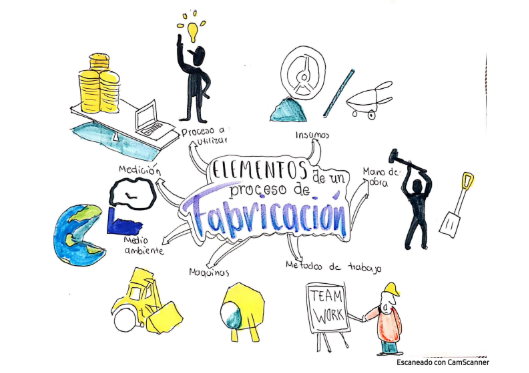 Proceso a
utilizar
Insumos
Medición
ELEMENTOS de un
proceso de
Fabricación
Mano de
obra
Medio
ambiente
Maquinas
Metodos de trabajo
TEAM
WORK
Escaneado con CamScanner